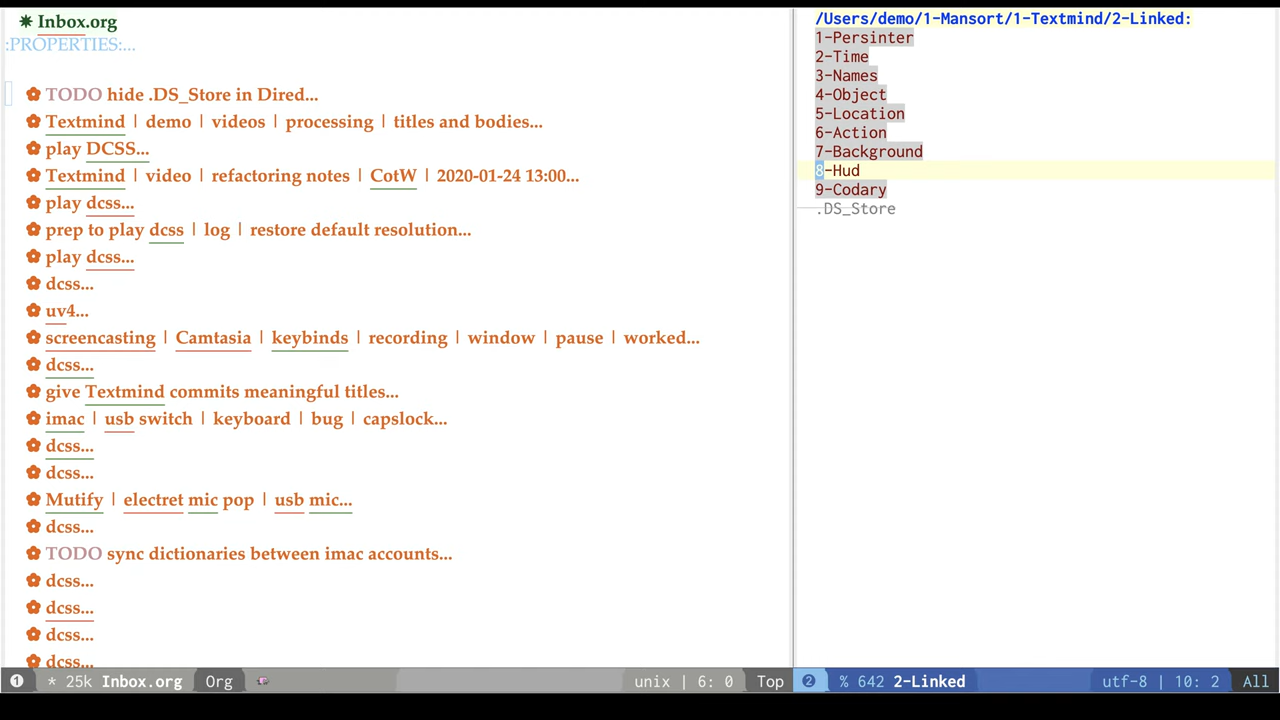 ✷ Inbox.org
:PROPERTIES:...
✿ TODO hide .DS_Store in Dired...
✿ Textmind | demo | videos | processing | titles and bodies...
✿ play DCSS...
✿ Textmind | video | refactoring notes | CotW | 2020-01-24 13:00...
✿ play dcss...
✿ prep to play dcss | log | restore default resolution...
✿ play dcss...
✿ dcss...
✿ uv4...
✿ screencasting | Camtasia | keybinds | recording | window | pause | worked...
✿ dcss...
✿ give Textmind commits meaningful titles...
✿ imac | usb switch | keyboard | bug | capslock...
✿ dcss...
✿ dcss...
✿ Mutify | electret mic pop | usb mic...
✿ dcss...
✿ TODO sync dictionaries between imac accounts...
✿ dcss...
✿ dcss...
✿ dcss...
✿ dcss...
❶ * 25k Inbox.org Org unix | 6: 0 Top
/Users/demo/1-Mansort/1-Textmind/2-Linked:
1-Persinter
2-Time
3-Names
4-Object
5-Location
6-Action
7-Background
8-Hud
9-Codary
.DS_Store
❷ % 642 2-Linked utf-8 | 10: 2 All